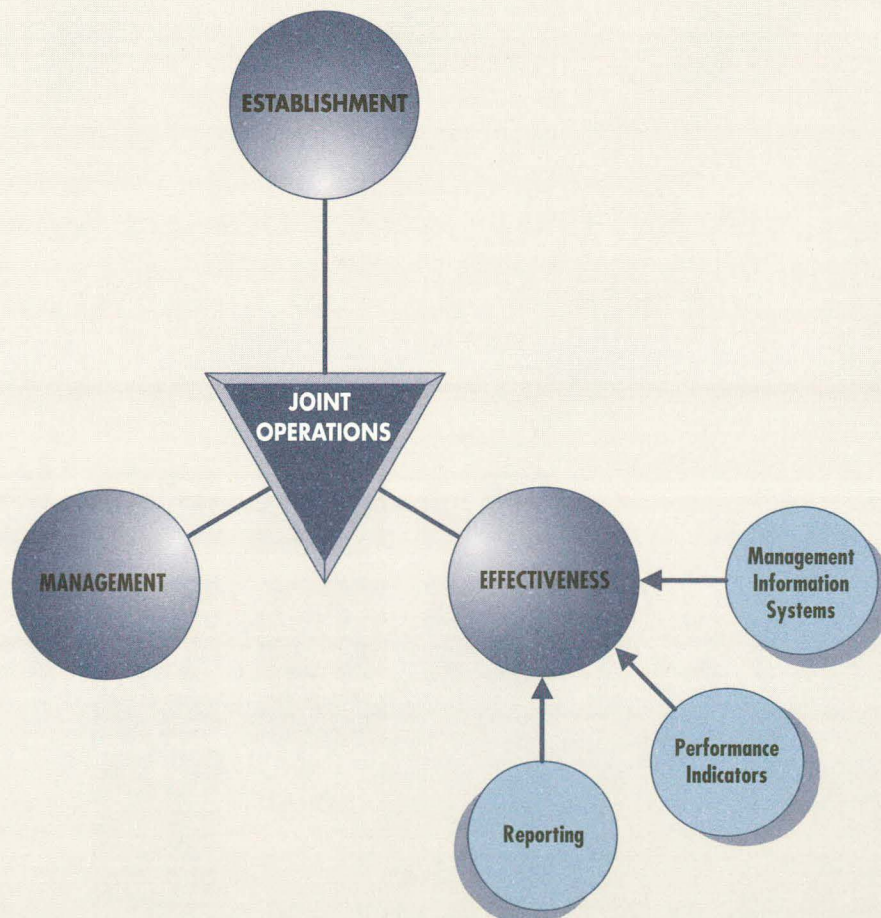 ESTABLISHMENT
JOINT
OPERATIONS
MANAGEMENT
EFFECTIVENESS
Management
Information
Systems
Performance
Indicators
Reporting